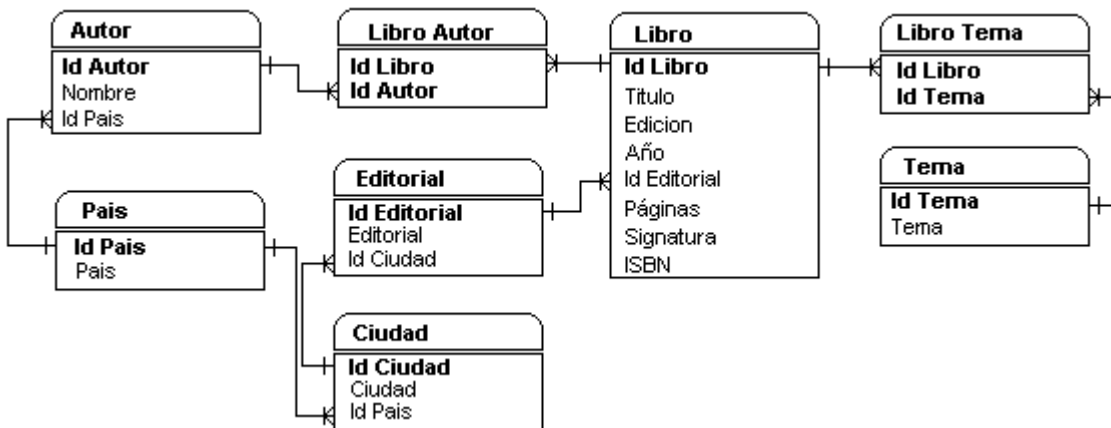 Autor
Id Autor
Nombre
Id Pais
Libro Autor
Id Libro
Id Autor
Libro
Id Libro
Titulo
Edicion
Año
Id Editorial
Páginas
Signatura
ISBN
Libro Tema
Id Libro
Id Tema
Pais
Id Pais
Pais
Editorial
Id Editorial
Editorial
Id Ciudad
Tema
Id Tema
Tema
Ciudad
Id Ciudad
Ciudad
Id Pais